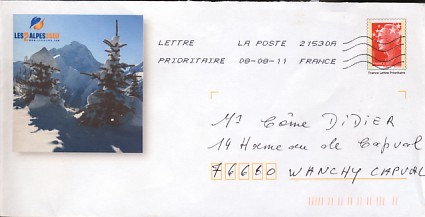 LES 2 ALPES
LETTRE LA POSTE 21530A
PRIORITAIRE 08-08-11 FRANCE
France Lettre Prioritaire
Mr Côme DiDiER
14 Hameau de Capval
76660 WANCHY CAPVAL